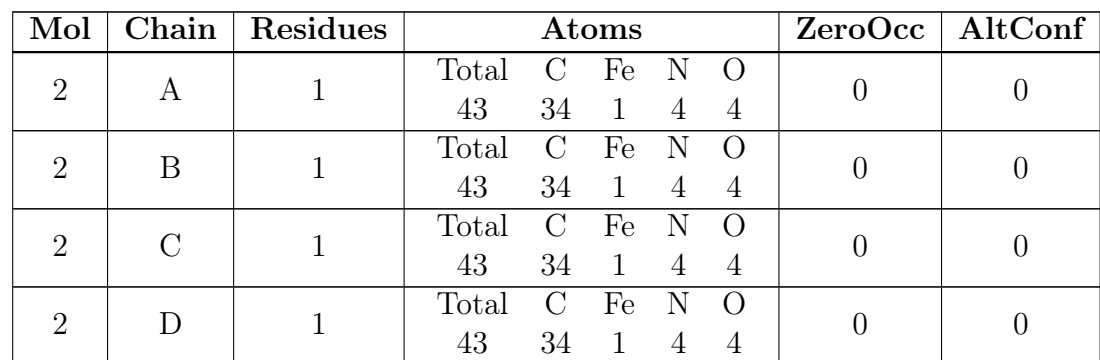 Mol Chain Residues Atoms ZeroOcc AltConf
2 A 1 Total C Fe N O 0 0
43 34 1 4 4
2 B 1 Total C Fe N O 0 0
43 34 1 4 4
2 C 1 Total C Fe N O 0 0
43 34 1 4 4
2 D 1 Total C Fe N O 0 0
43 34 1 4 4